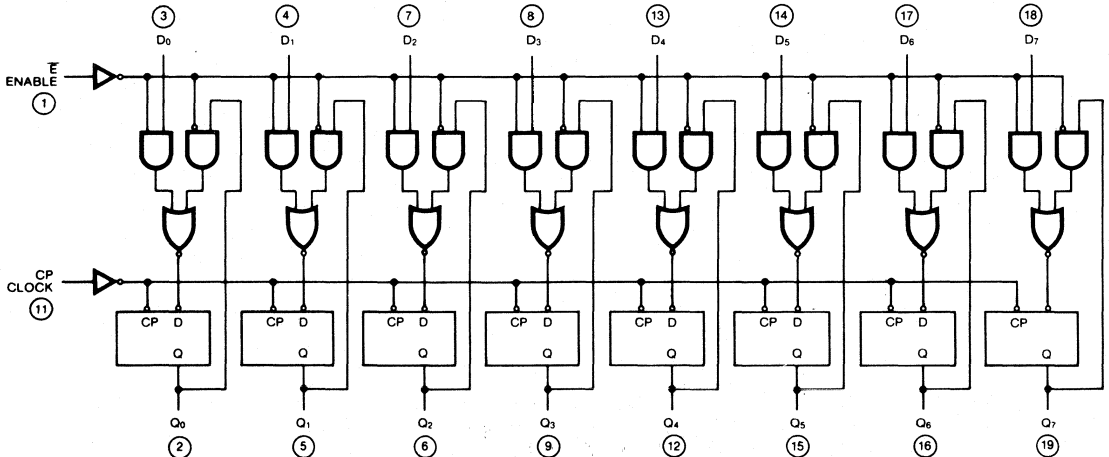 3 4 7 8 13 14 17 18
D0 D1 D2 D3 D4 D5 D6 D7
E̅
ENABLE
1
CP
CLOCK
11
CP D CP D CP D CP D CP D CP D CP D CP D
Q Q Q Q Q Q Q Q
Q0 Q1 Q2 Q3 Q4 Q5 Q6 Q7
2 5 6 9 12 15 16 19